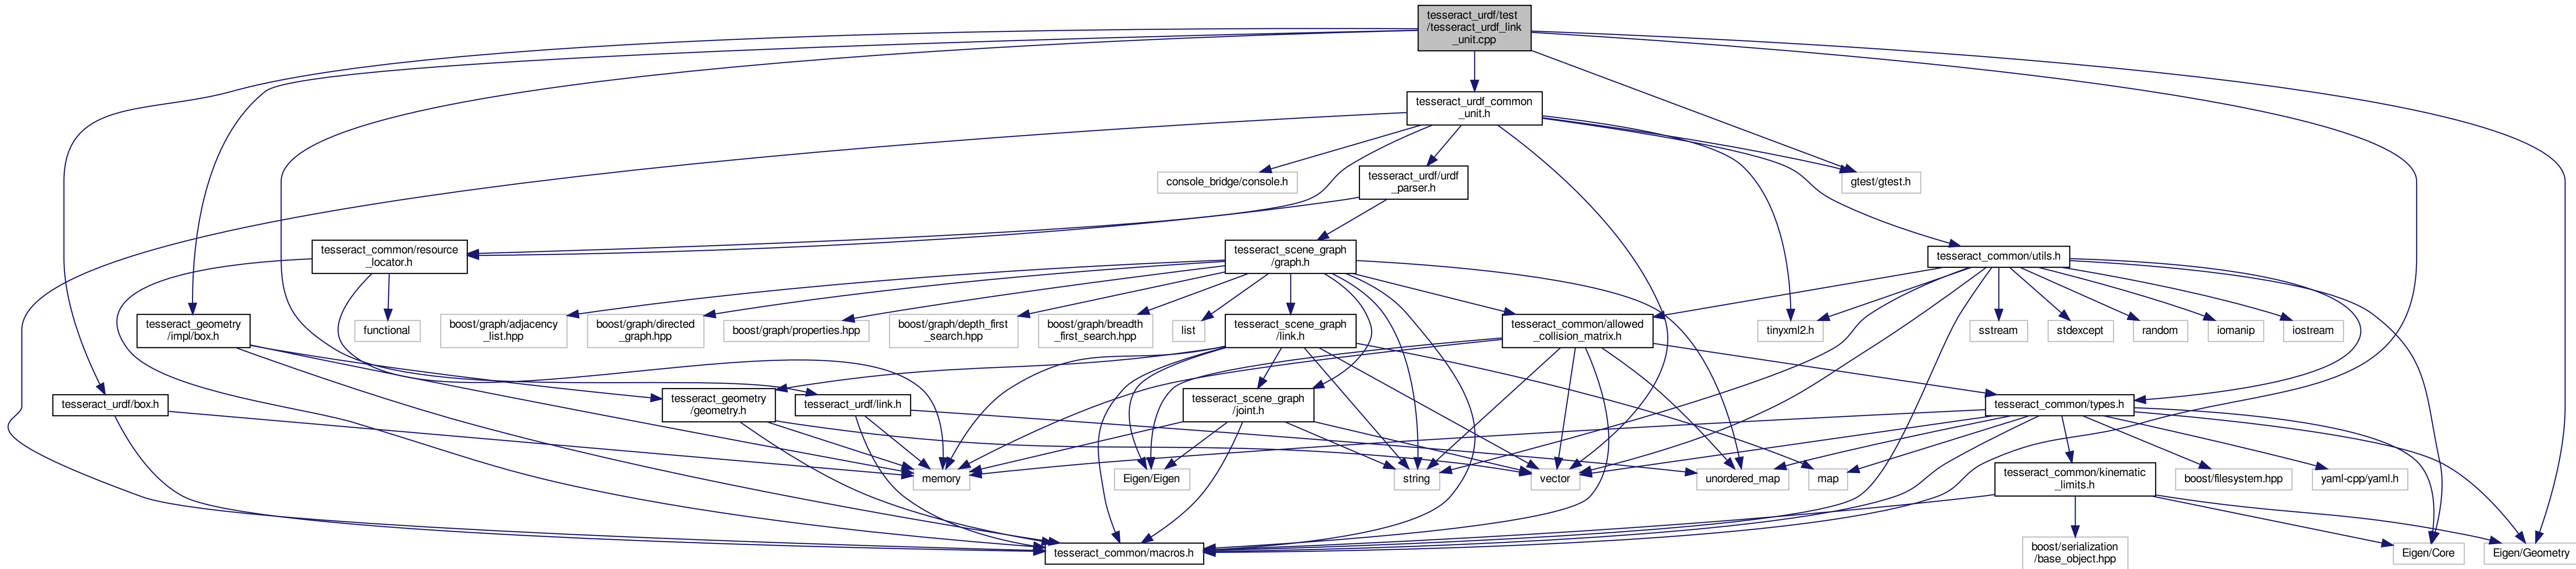 tesseract_urdf/test
/tesseract_urdf_link
_unit.cpp
tesseract_urdf_common
_unit.h
console_bridge/console.h
tesseract_urdf/urdf
_parser.h
gtest/gtest.h
tesseract_common/resource
_locator.h
tesseract_scene_graph
/graph.h
tesseract_common/utils.h
tesseract_geometry
/impl/box.h
functional
boost/graph/adjacency
_list.hpp
boost/graph/directed
_graph.hpp
boost/graph/properties.hpp
boost/graph/depth_first
_search.hpp
boost/graph/breadth
_first_search.hpp
list
tesseract_scene_graph
/link.h
tesseract_common/allowed
_collision_matrix.h
tinyxml2.h
sstream
stdexcept
random
iomanip
iostream
tesseract_urdf/box.h
tesseract_geometry
/geometry.h
tesseract_urdf/link.h
tesseract_scene_graph
/joint.h
tesseract_common/types.h
memory
Eigen/Eigen
string
vector
unordered_map
map
tesseract_common/kinematic
_limits.h
boost/filesystem.hpp
yaml-cpp/yaml.h
tesseract_common/macros.h
boost/serialization
/base_object.hpp
Eigen/Core
Eigen/Geometry